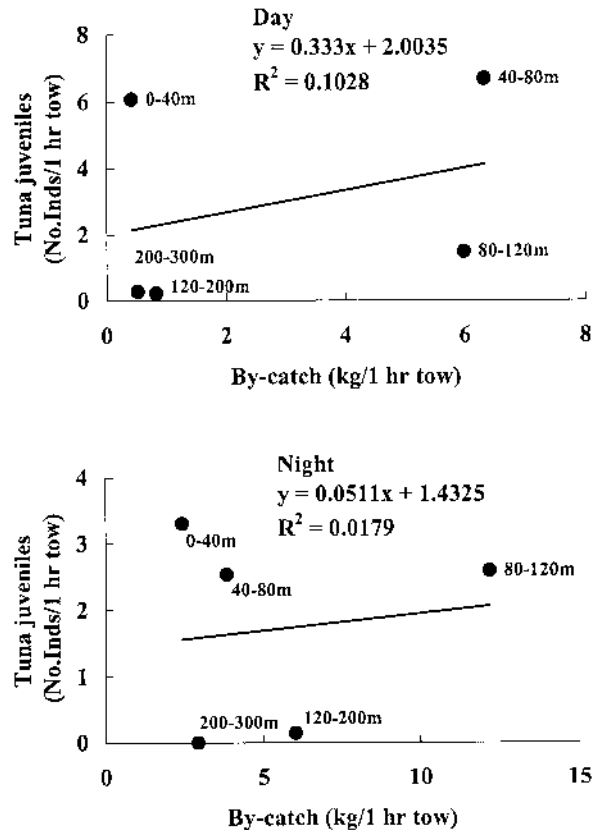 Day
y = 0.333x + 2.0035
R² = 0.1028
8
6
4
2
0
Tuna juveniles
(No.Inds/1 hr tow)
0-40m
40-80m
200-300m
120-200m
80-120m
0 2 4 6 8
By-catch (kg/1 hr tow)
Night
y = 0.0511x + 1.4325
R² = 0.0179
4
3
2
1
0
Tuna juveniles
(No.Inds/1 hr tow)
0-40m
40-80m
80-120m
200-300m
120-200m
0 5 10 15
By-catch (kg/1 hr tow)